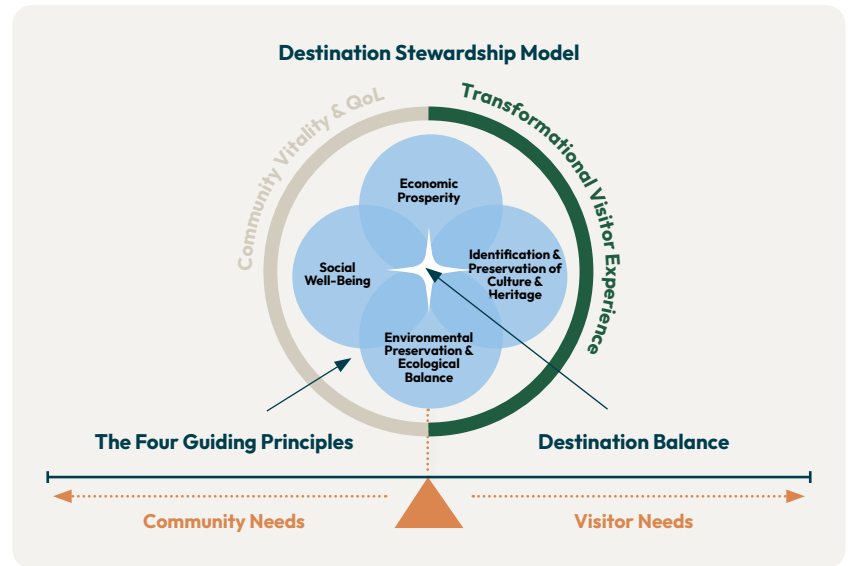 Destination Stewardship Model
Community Vitality & QoL
Transformational Visitor Experience
Economic
Prosperity
Social
Well-Being
Identification &
Preservation of
Culture &
Heritage
Environmental
Preservation &
Ecological
Balance
The Four Guiding Principles
Destination Balance
Community Needs
Visitor Needs